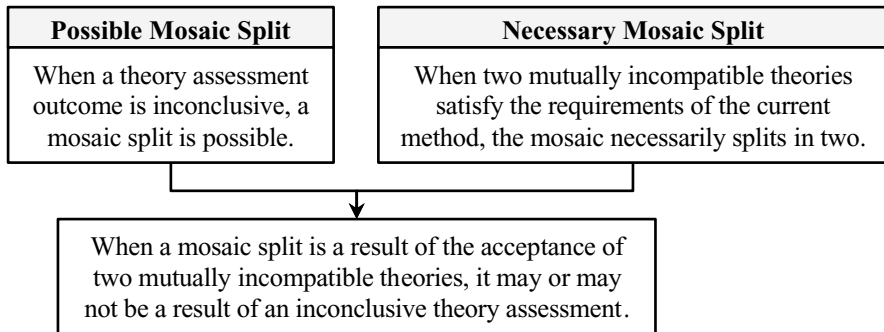 Possible Mosaic Split
When a theory assessment
outcome is inconclusive, a
mosaic split is possible.
Necessary Mosaic Split
When two mutually incompatible theories
satisfy the requirements of the current
method, the mosaic necessarily splits in two.
When a mosaic split is a result of the acceptance of
two mutually incompatible theories, it may or may
not be a result of an inconclusive theory assessment.